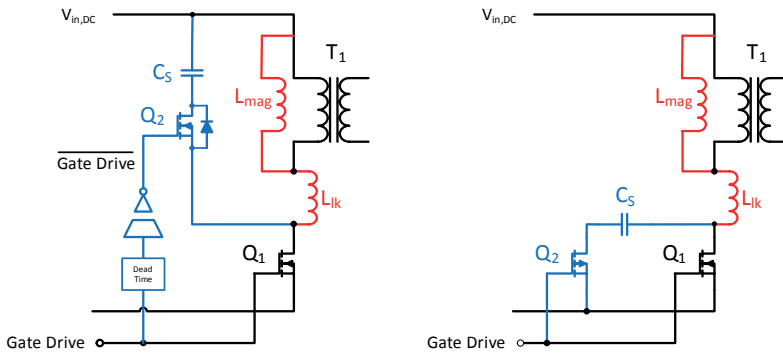 V_in,DC
C_S
L_mag
T_1
Q_2
Gate Drive
L_lk
Q_1
Dead
Time
Gate Drive
V_in,DC
T_1
L_mag
L_lk
C_S
Q_2
Q_1
Gate Drive